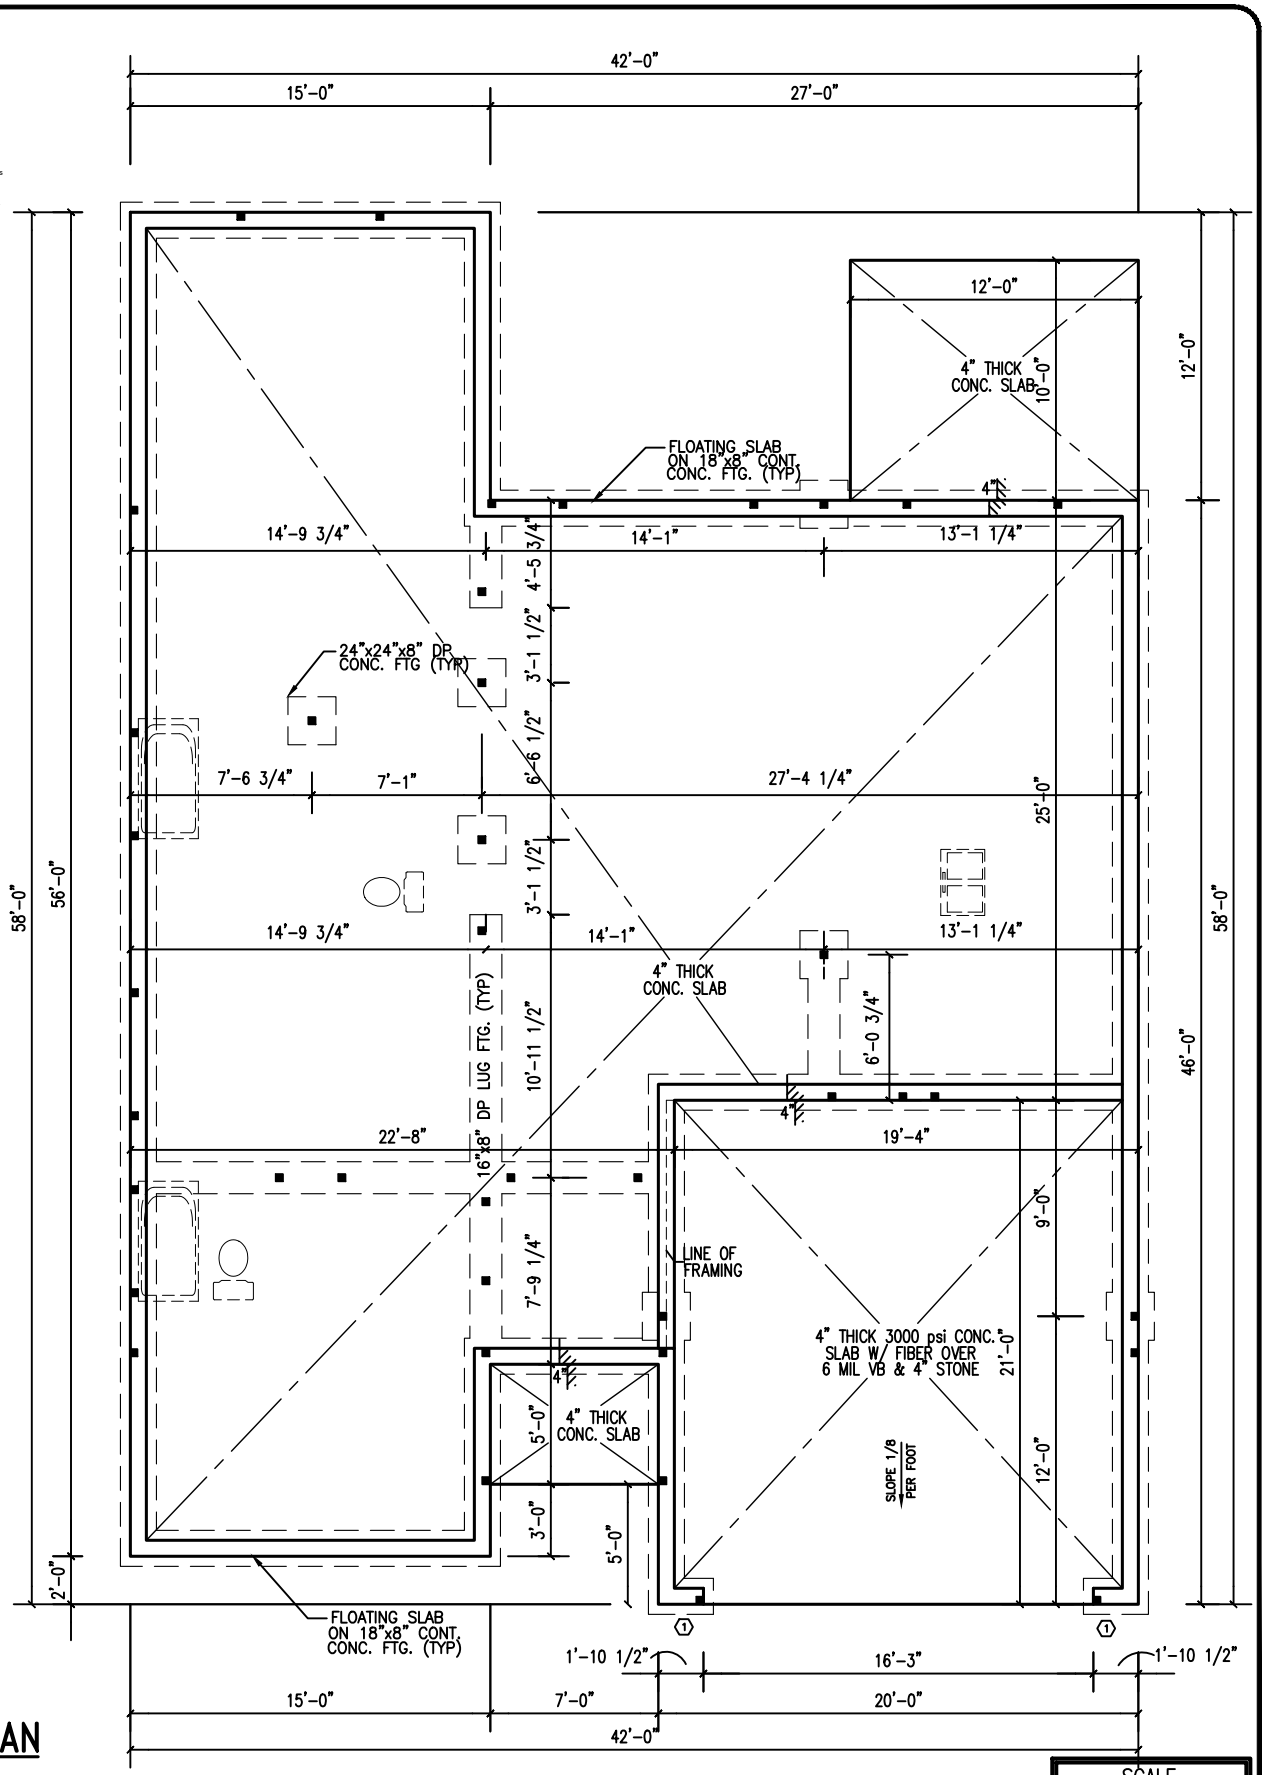 42'-0"
15'-0"
27'-0"
12'-0"
12'-0"
4" THICK
CONC. SLAB
10'-0"
FLOATING SLAB
ON 18"x8" CONT.
CONC. FTG. (TYP)
4"
14'-9 3/4"
14'-1"
13'-1 1/4"
4'-5 3/4"
3'-1 1/2"
24"x24"x8" DP
CONC. FTG (TYP)
6'-6 1/2"
7'-6 3/4"
7'-1"
27'-4 1/4"
25'-0"
3'-1 1/2"
58'-0"
56'-0"
58'-0"
14'-9 3/4"
14'-1"
13'-1 1/4"
4" THICK
CONC. SLAB
6'-0 3/4"
10'-11 1/2"
16"x8" DP LUG FTG. (TYP)
46'-0"
4"
22'-8"
19'-4"
9'-0"
LINE OF
FRAMING
7'-9 1/4"
4" THICK 3000 psi CONC.
SLAB W/ FIBER OVER
6 MIL VB & 4" STONE
21'-0"
4"
4" THICK
CONC. SLAB
5'-0"
12'-0"
SLOPE 1/8
PER FOOT
3'-0"
5'-0"
2'-0"
FLOATING SLAB
ON 18"x8" CONT.
CONC. FTG. (TYP)
1
1
1'-10 1/2"
16'-3"
1'-10 1/2"
15'-0"
7'-0"
20'-0"
42'-0"
AN
SCALE